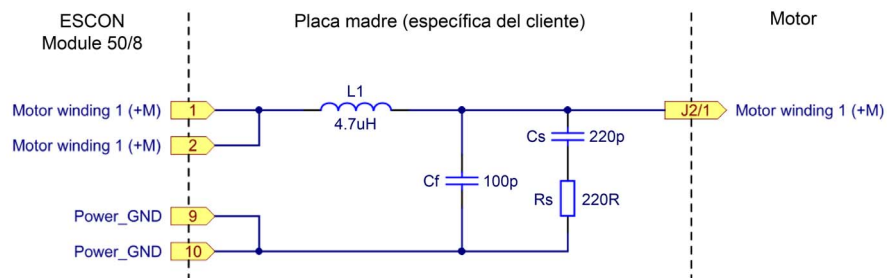 ESCON
Module 50/8
Placa madre (específica del cliente)
Motor
Motor winding 1 (+M)
1
L1
4.7uH
J2/1
Motor winding 1 (+M)
Motor winding 1 (+M)
2
Cs
220p
Cf
100p
Rs
220R
Power_GND
9
Power_GND
10